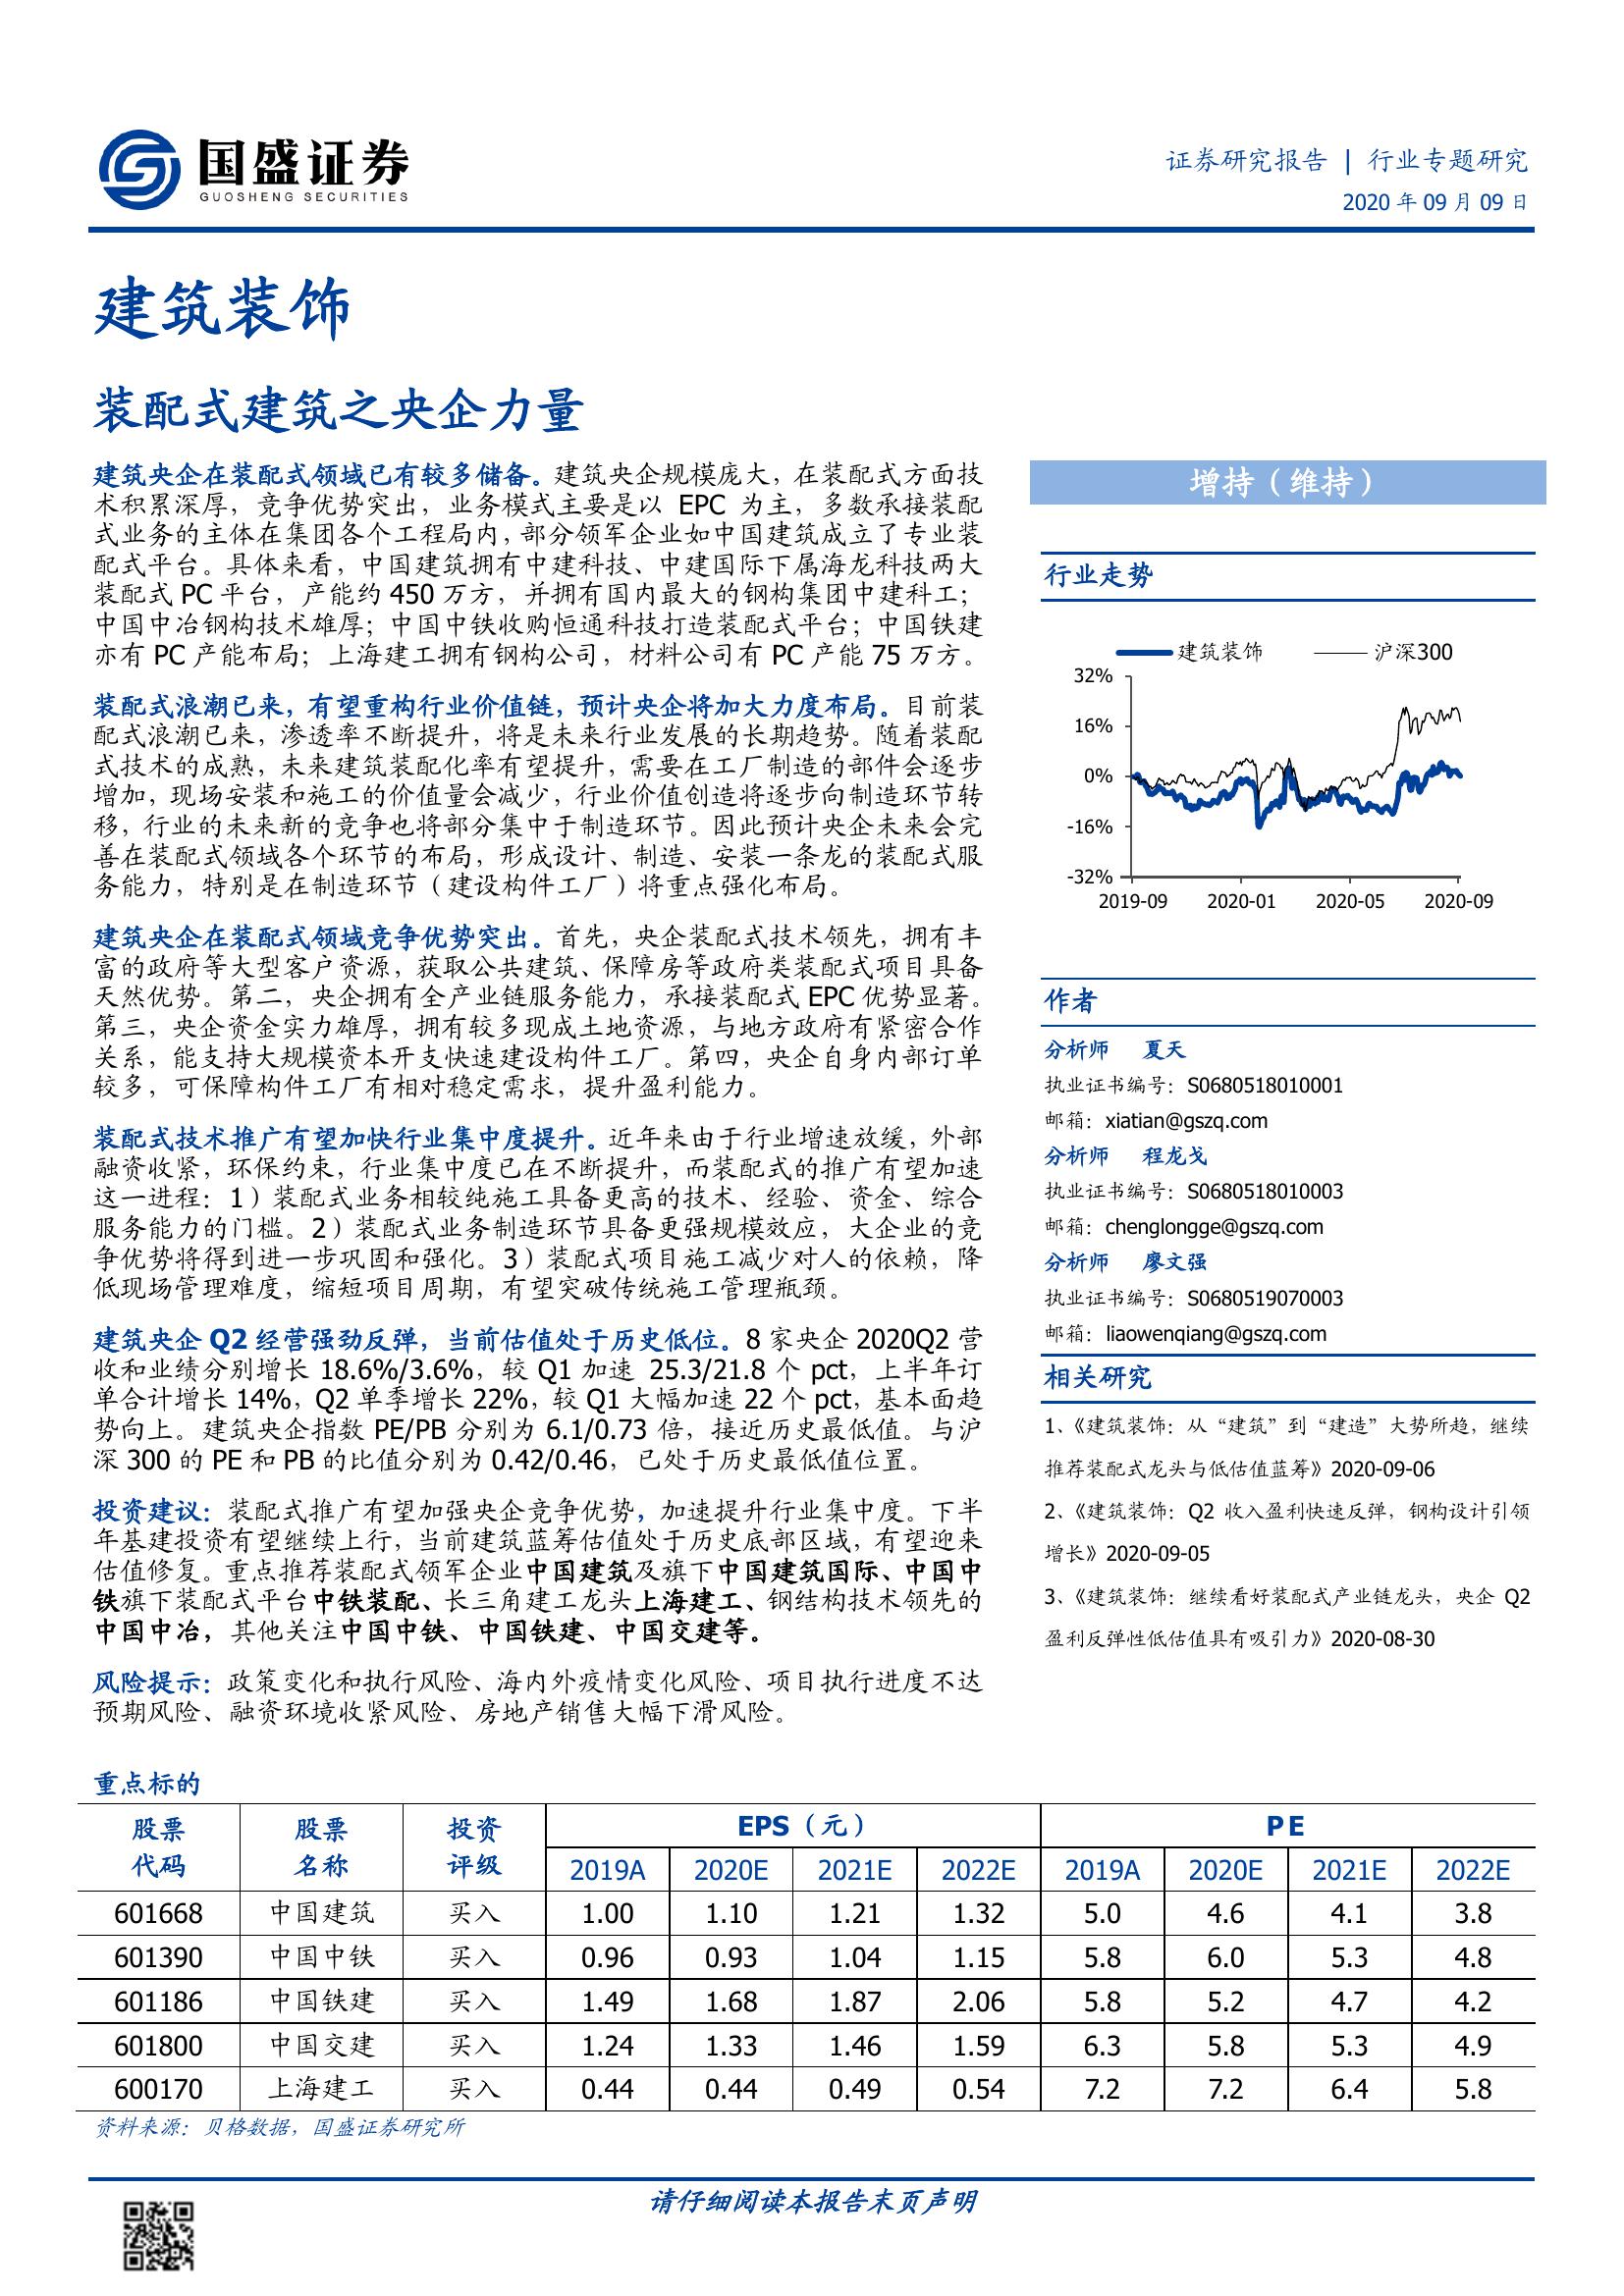 国盛证券
GUOSHENG SECURITIES
证券研究报告 | 行业专题研究
2020 年 09 月 09 日
建筑装饰
装配式建筑之央企力量
建筑央企在装配式领域已有较多储备。建筑央企规模庞大，在装配式方面技
术积累深厚，竞争优势突出，业务模式主要是以 EPC 为主，多数承接装配
式业务的主体在集团各个工程局内，部分领军企业如中国建筑成立了专业装
配式平台。具体来看，中国建筑拥有中建科技、中建国际下属海龙科技两大
装配式 PC 平台，产能约 450 万方，并拥有国内最大的钢构集团中建科工；
中国中冶钢构技术雄厚；中国中铁收购恒通科技打造装配式平台；中国铁建
亦有 PC 产能布局；上海建工拥有钢构公司，材料公司有 PC 产能 75 万方。
装配式浪潮已来，有望重构行业价值链，预计央企将加大力度布局。目前装
配式浪潮已来，渗透率不断提升，将是未来行业发展的长期趋势。随着装配
式技术的成熟，未来建筑装配化率有望提升，需要在工厂制造的部件会逐步
增加，现场安装和施工的价值量会减少，行业价值创造将逐步向制造环节转
移，行业的未来新的竞争也将部分集中于制造环节。因此预计央企未来会完
善在装配式领域各个环节的布局，形成设计、制造、安装一条龙的装配式服
务能力，特别是在制造环节（建设构件工厂）将重点强化布局。
建筑央企在装配式领域竞争优势突出。首先，央企装配式技术领先，拥有丰
富的政府等大型客户资源，获取公共建筑、保障房等政府类装配式项目具备
天然优势。第二，央企拥有全产业链服务能力，承接装配式 EPC 优势显著。
第三，央企资金实力雄厚，拥有较多现成土地资源，与地方政府有紧密合作
关系，能支持大规模资本开支快速建设构件工厂。第四，央企自身内部订单
较多，可保障构件工厂有相对稳定需求，提升盈利能力。
装配式技术推广有望加快行业集中度提升。近年来由于行业增速放缓，外部
融资收紧，环保约束，行业集中度已在不断提升，而装配式的推广有望加速
这一进程：1）装配式业务相较纯施工具备更高的技术、经验、资金、综合
服务能力的门槛。2）装配式业务制造环节具备更强规模效应，大企业的竞
争优势将得到进一步巩固和强化。3）装配式项目施工减少对人的依赖，降
低现场管理难度，缩短项目周期，有望突破传统施工管理瓶颈。
建筑央企 Q2 经营强劲反弹，当前估值处于历史低位。8 家央企 2020Q2 营
收和业绩分别增长 18.6%/3.6%，较 Q1 加速 25.3/21.8 个 pct，上半年订
单合计增长 14%，Q2 单季增长 22%，较 Q1 大幅加速 22 个 pct，基本面趋
势向上。建筑央企指数 PE/PB 分别为 6.1/0.73 倍，接近历史最低值。与沪
深 300 的 PE 和 PB 的比值分别为 0.42/0.46，已处于历史最低值位置。
投资建议：装配式推广有望加强央企竞争优势，加速提升行业集中度。下半
年基建投资有望继续上行，当前建筑蓝筹估值处于历史底部区域，有望迎来
估值修复。重点推荐装配式领军企业中国建筑及旗下中国建筑国际、中国中
铁旗下装配式平台中铁装配、长三角建工龙头上海建工、钢结构技术领先的
中国中冶，其他关注中国中铁、中国铁建、中国交建等。
风险提示：政策变化和执行风险、海内外疫情变化风险、项目执行进度不达
预期风险、融资环境收紧风险、房地产销售大幅下滑风险。
增持（维持）
行业走势
建筑装饰 沪深300
32%
16%
0%
-16%
-32%
2019-09 2020-01 2020-05 2020-09
作者
分析师 夏天
执业证书编号：S0680518010001
邮箱：xiatian@gszq.com
分析师 程龙戈
执业证书编号：S0680518010003
邮箱：chenglongge@gszq.com
分析师 廖文强
执业证书编号：S0680519070003
邮箱：liaowenqiang@gszq.com
相关研究
1、《建筑装饰：从“建筑”到“建造”大势所趋，继续
推荐装配式龙头与低估值蓝筹》2020-09-06
2、《建筑装饰：Q2 收入盈利快速反弹，钢构设计引领
增长》2020-09-05
3、《建筑装饰：继续看好装配式产业链龙头，央企 Q2
盈利反弹性低估值具有吸引力》2020-08-30
重点标的
股票 股票 投资 EPS（元） PE
代码 名称 评级 2019A 2020E 2021E 2022E 2019A 2020E 2021E 2022E
601668 中国建筑 买入 1.00 1.10 1.21 1.32 5.0 4.6 4.1 3.8
601390 中国中铁 买入 0.96 0.93 1.04 1.15 5.8 6.0 5.3 4.8
601186 中国铁建 买入 1.49 1.68 1.87 2.06 5.8 5.2 4.7 4.2
601800 中国交建 买入 1.24 1.33 1.46 1.59 6.3 5.8 5.3 4.9
600170 上海建工 买入 0.44 0.44 0.49 0.54 7.2 7.2 6.4 5.8
资料来源：贝格数据，国盛证券研究所
请仔细阅读本报告末页声明